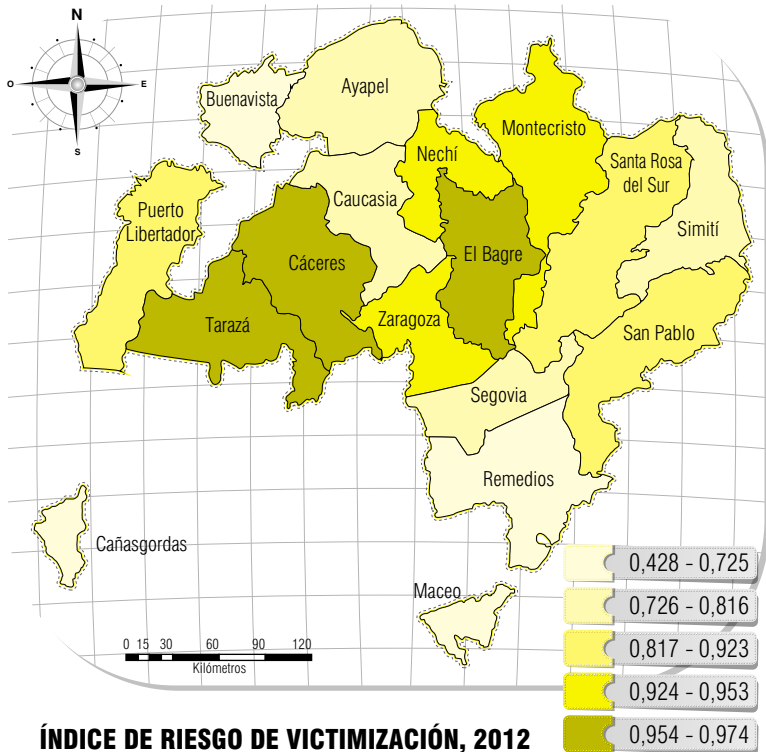 N
O
E
S
Buenavista
Ayapel
Montecristo
Nechí
Santa Rosa
del Sur
Caucasia
Puerto
Libertador
Simití
Cáceres
El Bagre
Tarazá
Zaragoza
San Pablo
Segovia
Remedios
Cañasgordas
Maceo
0 15 30 60 90 120
Kilómetros
0,428 - 0,725
0,726 - 0,816
0,817 - 0,923
0,924 - 0,953
0,954 - 0,974
ÍNDICE DE RIESGO DE VICTIMIZACIÓN, 2012